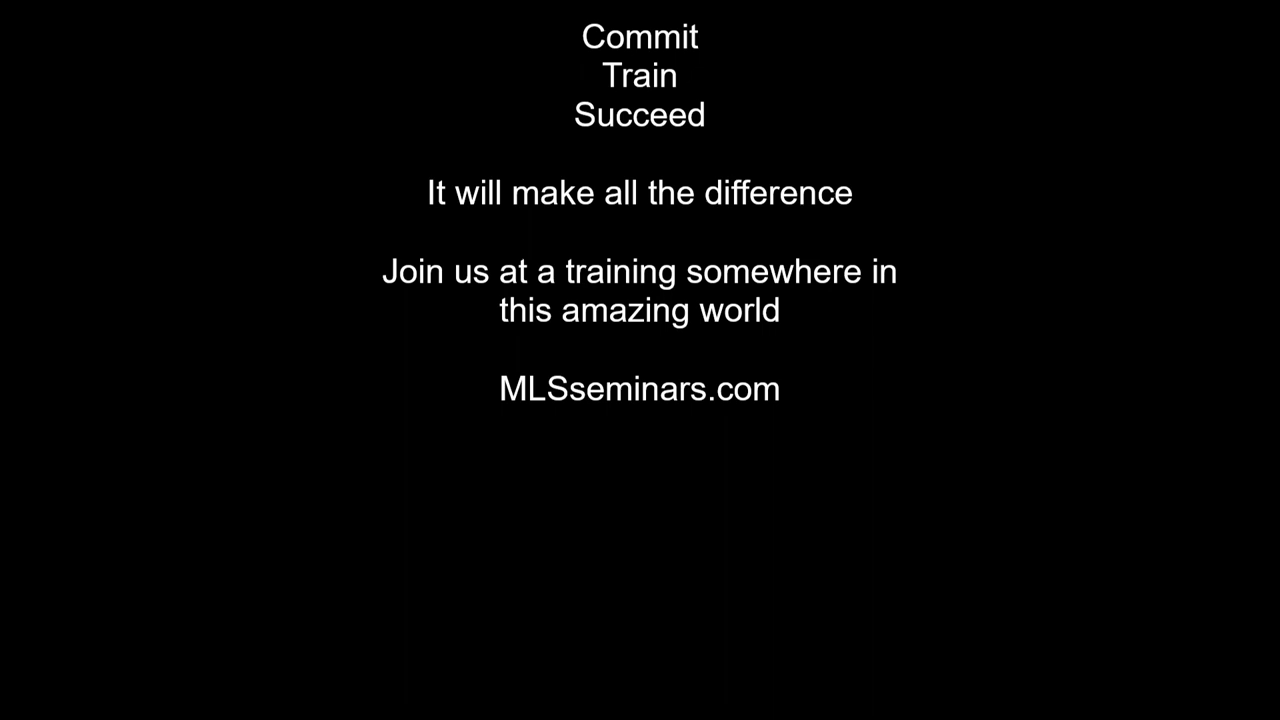 Commit
Train
Succeed
It will make all the difference
Join us at a training somewhere in
this amazing world
MLSseminars.com